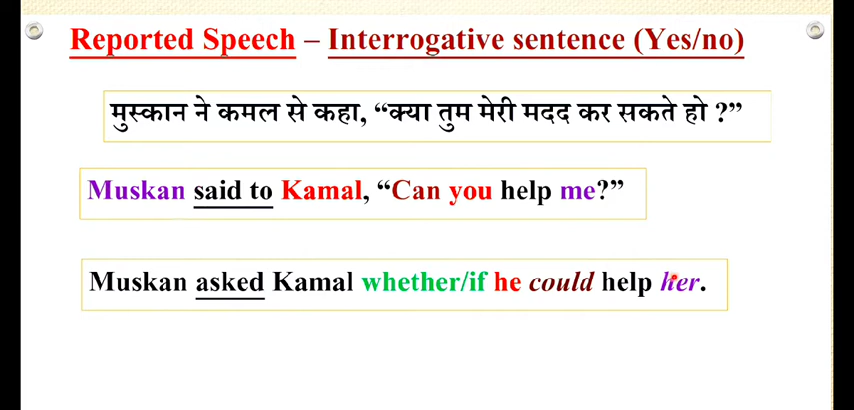 Reported Speech – Interrogative sentence (Yes/no)
मुस्कान ने कमल से कहा, “क्या तुम मेरी मदद कर सकते हो ?”
Muskan said to Kamal, “Can you help me?”
Muskan asked Kamal whether/if he could help her.